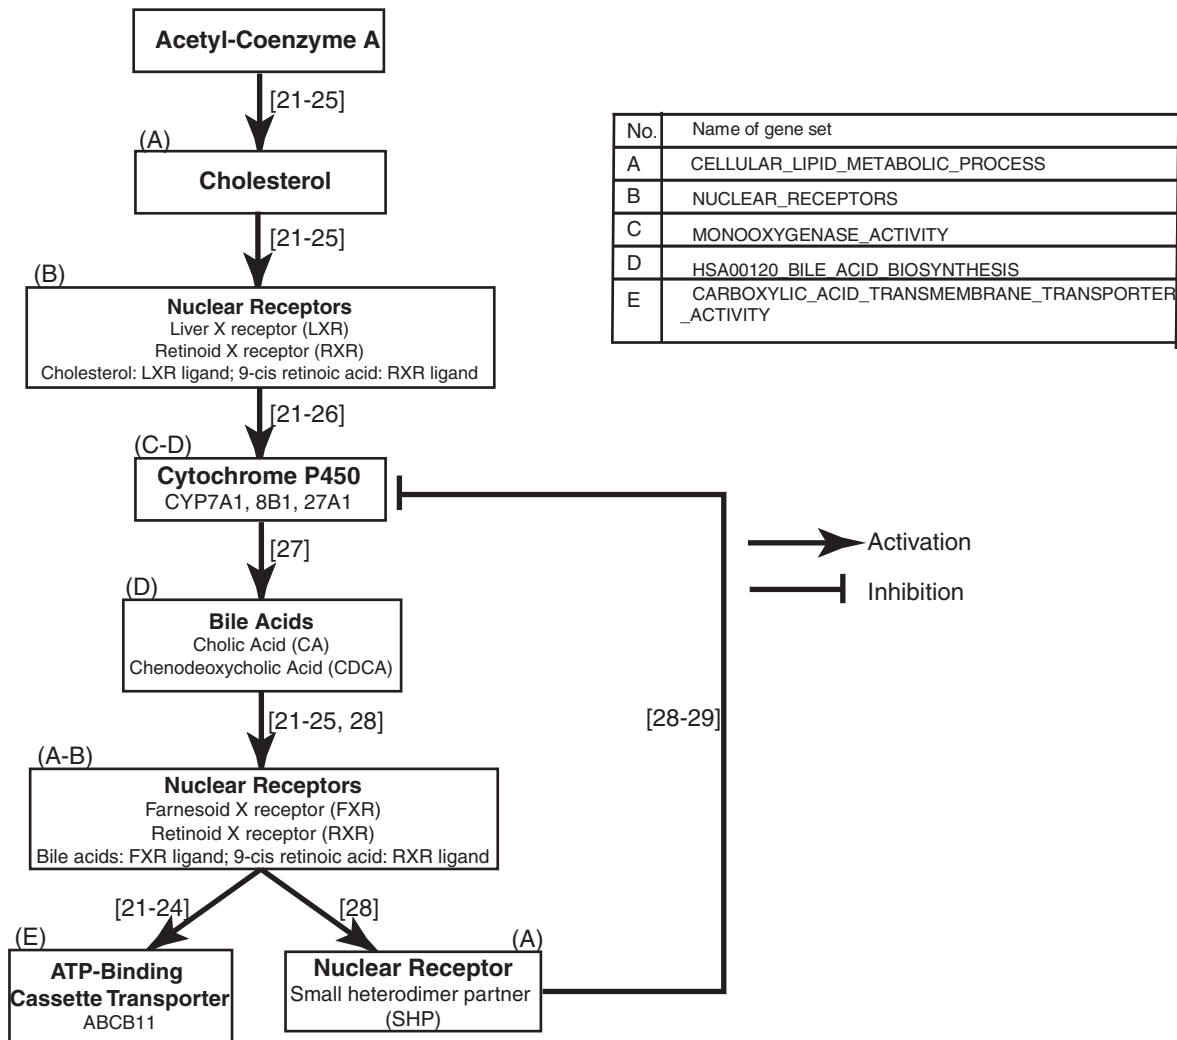 Acetyl-Coenzyme A
[21-25]
(A)
Cholesterol
[21-25]
(B)
Nuclear Receptors
Liver X receptor (LXR)
Retinoid X receptor (RXR)
Cholesterol: LXR ligand; 9-cis retinoic acid: RXR ligand
[21-26]
(C-D)
Cytochrome P450
CYP7A1, 8B1, 27A1
[27]
(D)
Bile Acids
Cholic Acid (CA)
Chenodeoxycholic Acid (CDCA)
[21-25, 28]
(A-B)
Nuclear Receptors
Farnesoid X receptor (FXR)
Retinoid X receptor (RXR)
Bile acids: FXR ligand; 9-cis retinoic acid: RXR ligand
[21-24]
[28]
(E)
ATP-Binding
Cassette Transporter
ABCB11
(A)
Nuclear Receptor
Small heterodimer partner
(SHP)
[28-29]
No. Name of gene set
A CELLULAR_LIPID_METABOLIC_PROCESS
B NUCLEAR_RECEPTORS
C MONOOXYGENASE_ACTIVITY
D HSA00120_BILE_ACID_BIOSYNTHESIS
E CARBOXYLIC_ACID_TRANSMEMBRANE_TRANSPORTER
_ACTIVITY
Activation
Inhibition